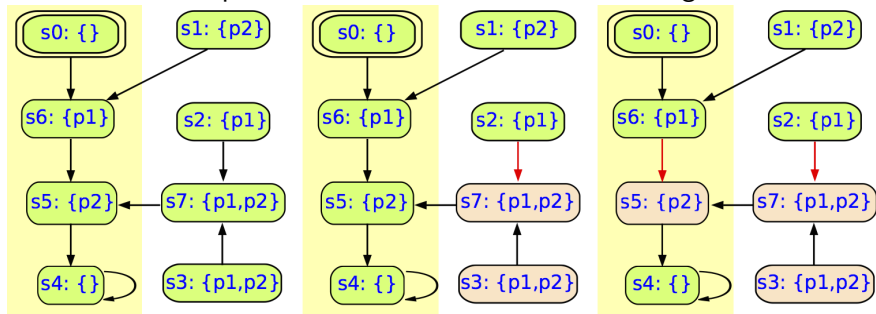 s0: {} s1: {p2} s0: {} s1: {p2} s0: {} s1: {p2}
s6: {p1} s2: {p1} s6: {p1} s2: {p1} s6: {p1} s2: {p1}
s5: {p2} s7: {p1,p2} s5: {p2} s7: {p1,p2} s5: {p2} s7: {p1,p2}
s4: {} s3: {p1,p2} s4: {} s3: {p1,p2} s4: {} s3: {p1,p2}